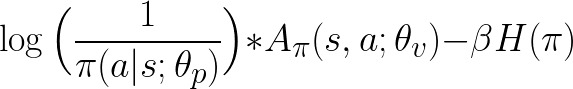 log ( 1 / π(a|s; θ_p) ) * A_π(s, a; θ_v) − βH(π)